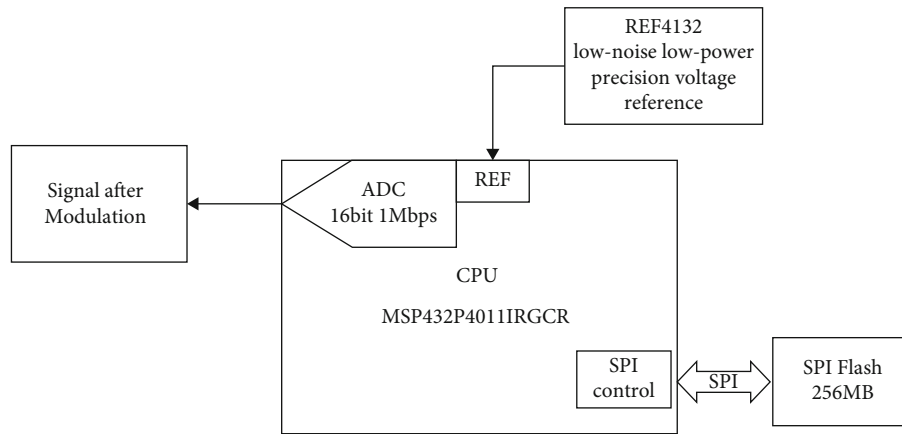 REF4132
low-noise low-power
precision voltage
reference
Signal after
Modulation
ADC
16bit 1Mbps
REF
CPU
MSP432P4011IRGCR
SPI
control
SPI
SPI Flash
256MB